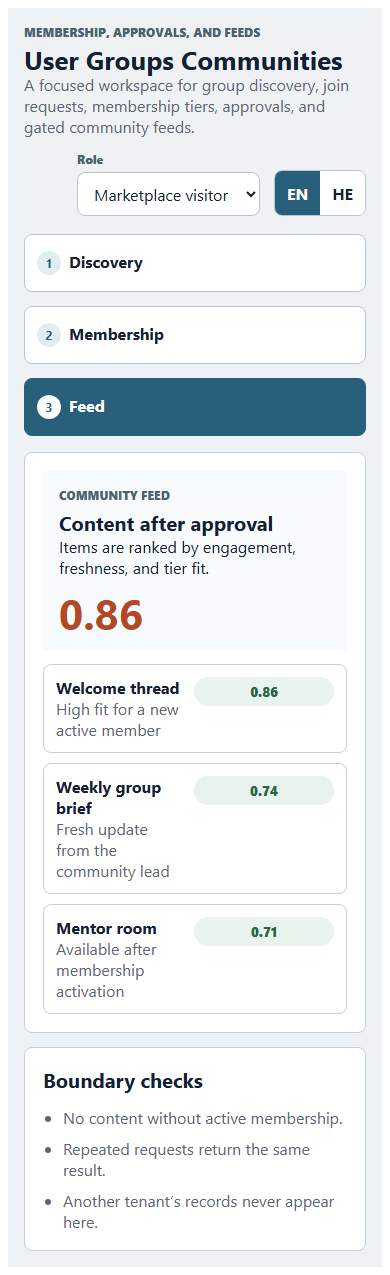 MEMBERSHIP, APPROVALS, AND FEEDS
User Groups Communities
A focused workspace for group discovery, join
requests, membership tiers, approvals, and
gated community feeds.
Role
Marketplace visitor
EN
HE
1
Discovery
2
Membership
3
Feed
COMMUNITY FEED
Content after approval
Items are ranked by engagement,
freshness, and tier fit.
0.86
Welcome thread
High fit for a new
active member
0.86
Weekly group
brief
Fresh update
from the
community lead
0.74
Mentor room
Available after
membership
activation
0.71
Boundary checks
No content without active membership.
Repeated requests return the same
result.
Another tenant's records never appear
here.